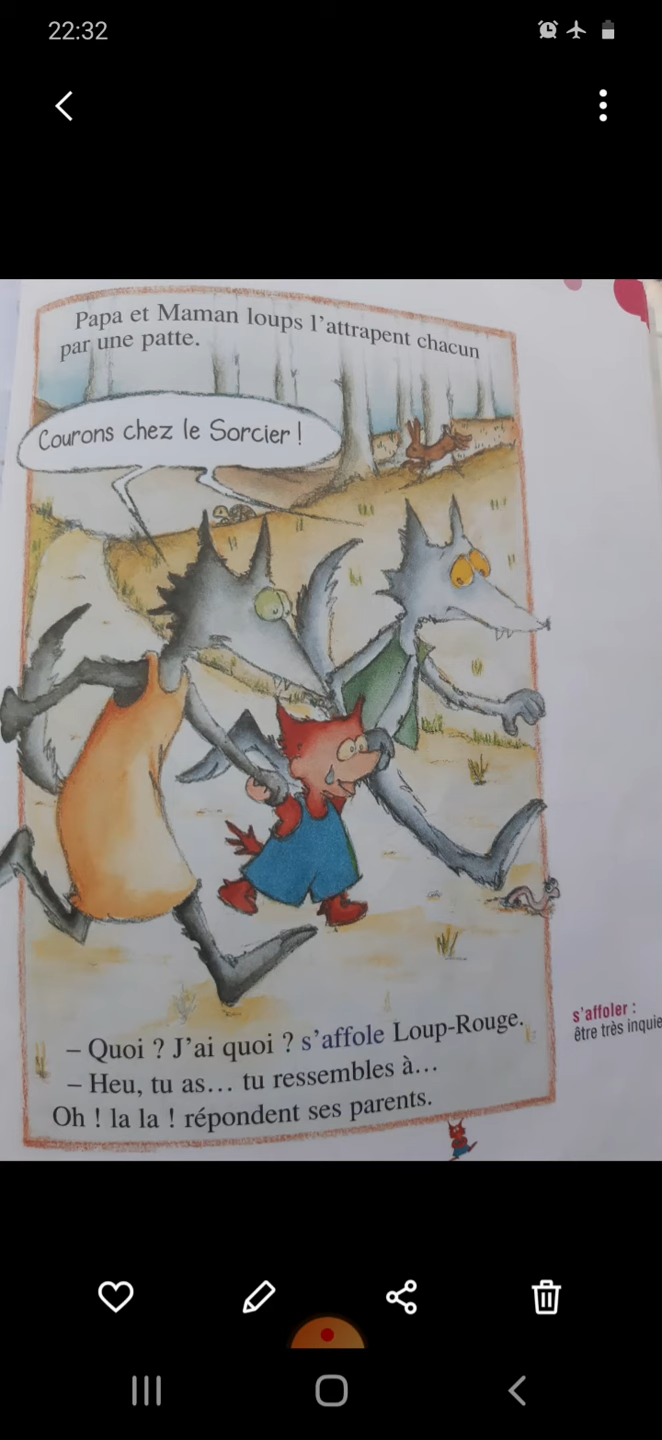 22:32
Papa et Maman loups l'attrapent chacun
par une patte.
Courons chez le Sorcier !
– Quoi ? J'ai quoi ? s'affole Loup-Rouge.
– Heu, tu as... tu ressembles à...
Oh ! la la ! répondent ses parents.
s'affoler :
être très inquie